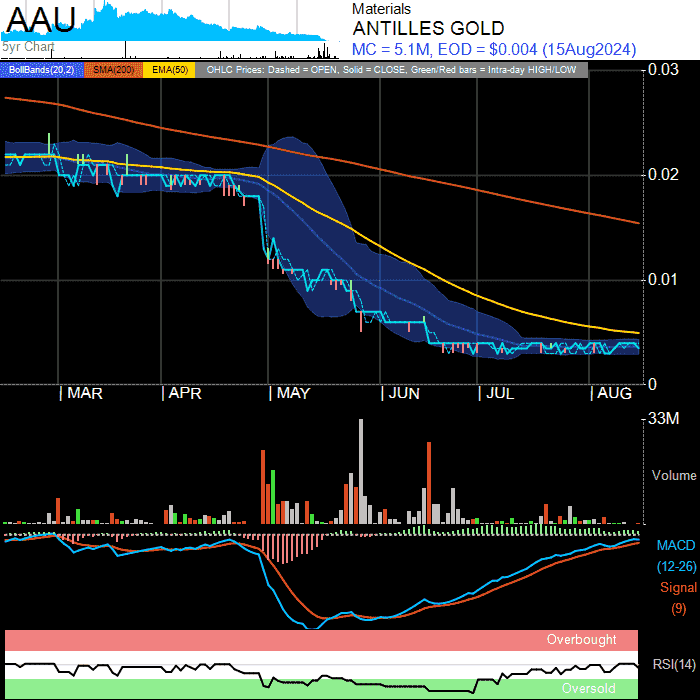 AAU
5yr Chart
Materials
ANTILLES GOLD
MC = 5.1M, EOD = $0.004 (15Aug2024)
BollBands(20,2) SMA(200) EMA(50) OHLC Prices: Dashed = OPEN, Solid = CLOSE, Green/Red bars = Intra-day HIGH/LOW
0.03
0.02
0.01
0
MAR APR MAY JUN JUL AUG
33M
Volume
MACD
(12-26)
Signal
(9)
Overbought
RSI(14)
Oversold